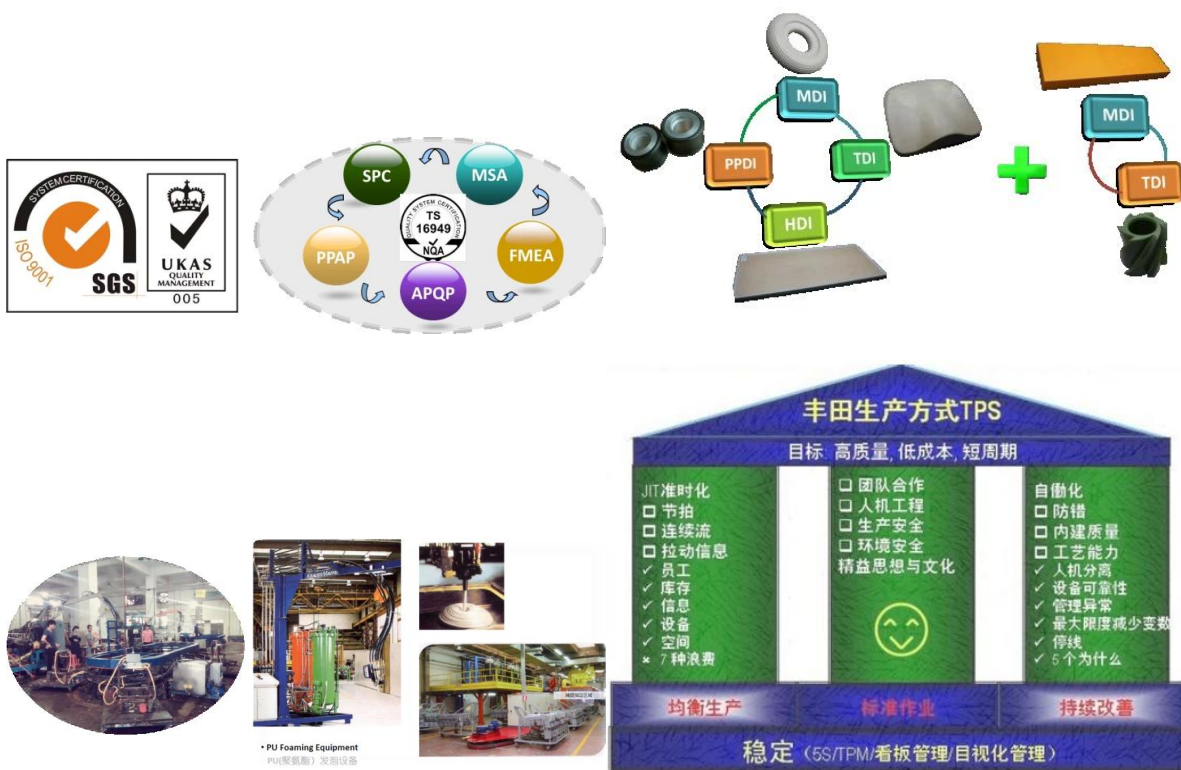 SYSTEM CERTIFICATION
ISO 9001
SGS
UKAS
QUALITY
MANAGEMENT
005
SPC
MSA
QUALITY SYSTEM CERTIFICATION
TS
16949
NQA
PPAP
FMEA
APQP
MDI
PPDI
TDI
HDI
MDI
TDI
• PU Foaming Equipment
PU(聚氨酯)发泡设备
丰田生产方式TPS
目标: 高质量, 低成本, 短周期
JIT准时化
□ 节拍
□ 连续流
□ 拉动信息
✓ 员工
✓ 库存
✓ 信息
✓ 设备
✓ 空间
× 7种浪费
□ 团队合作
□ 人机工程
□ 生产安全
□ 环境安全
精益思想与文化
自働化
□ 防错
□ 内建质量
□ 工艺能力
✓ 人机分离
✓ 设备可靠性
✓ 管理异常
✓ 最大限度减少变数
✓ 停线
✓ 5个为什么
均衡生产
标准作业
持续改善
稳定(5S/TPM/看板管理/目视化管理)